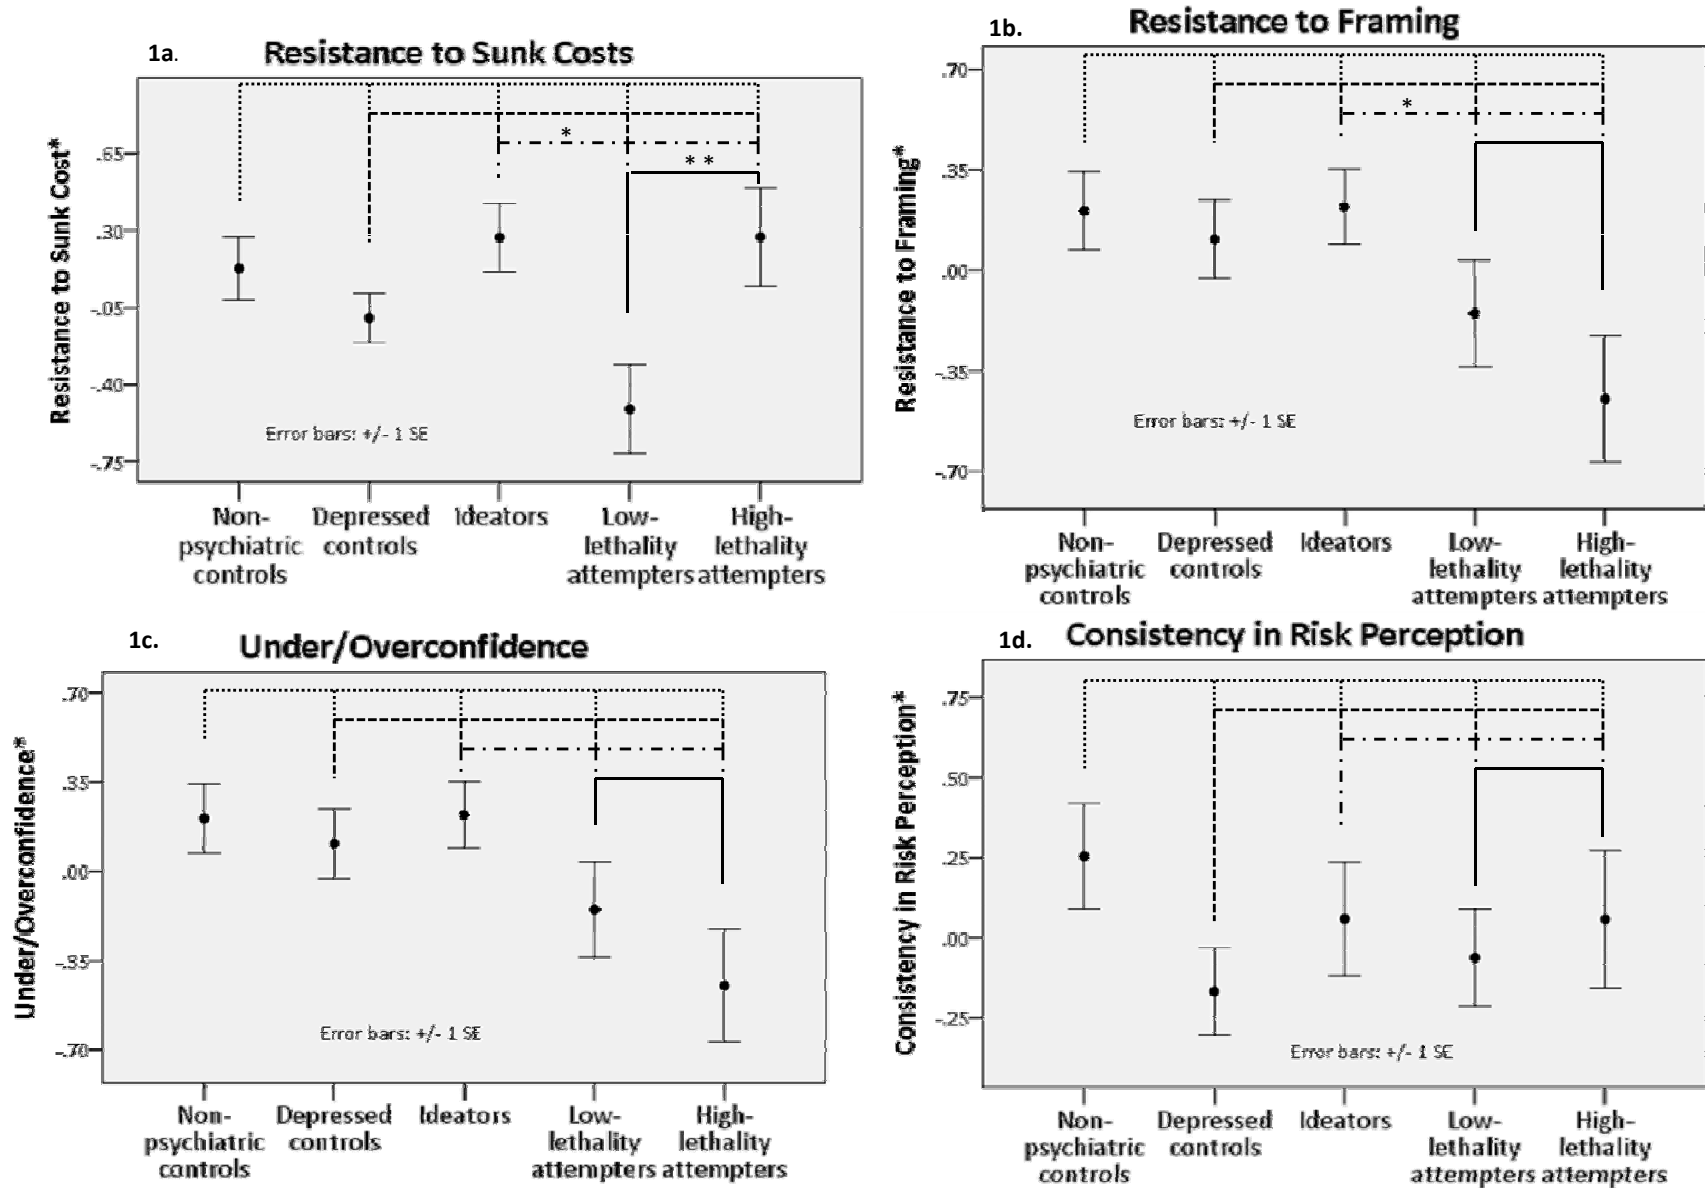 1a.
Resistance to Sunk Costs
Resistance to Sunk Cost*
.65
.30
-.05
-.40
-.75
*
* *
Error bars: +/- 1 SE
Non-
psychiatric
controls
Depressed
controls
Ideators
Low-
lethality
attempters
High-
lethality
attempters
1b.
Resistance to Framing
Resistance to Framing*
.70
.35
.00
-.35
-.70
*
Error bars: +/- 1 SE
Non-
psychiatric
controls
Depressed
controls
Ideators
Low-
lethality
attempters
High-
lethality
attempters
1c.
Under/Overconfidence
Under/Overconfidence*
.70
.35
.00
-.35
-.70
Error bars: +/- 1 SE
Non-
psychiatric
controls
Depressed
controls
Ideators
Low-
lethality
attempters
High-
lethality
attempters
1d.
Consistency in Risk Perception
Consistency in Risk Perception*
.75
.50
.25
.00
-.25
Error bars: +/- 1 SE
Non-
psychiatric
controls
Depressed
controls
Ideators
Low-
lethality
attempters
High-
lethality
attempters